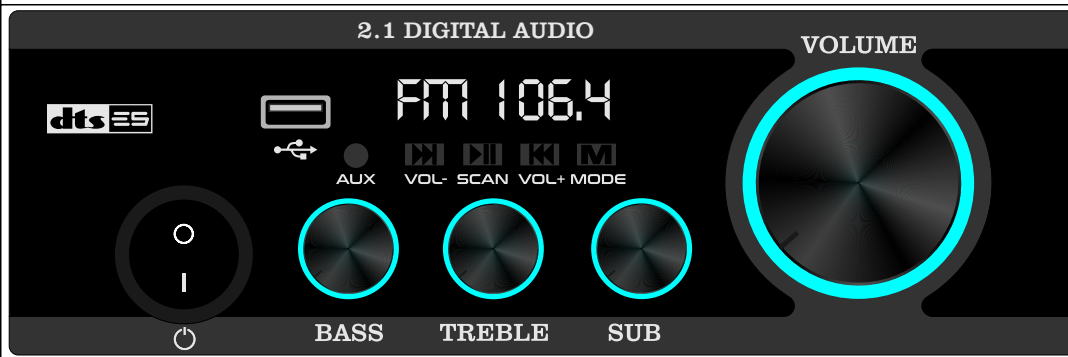 2.1 DIGITAL AUDIO
VOLUME
dts ES
FM 106.4
M
AUX VOL- SCAN VOL+ MODE
BASS TREBLE SUB